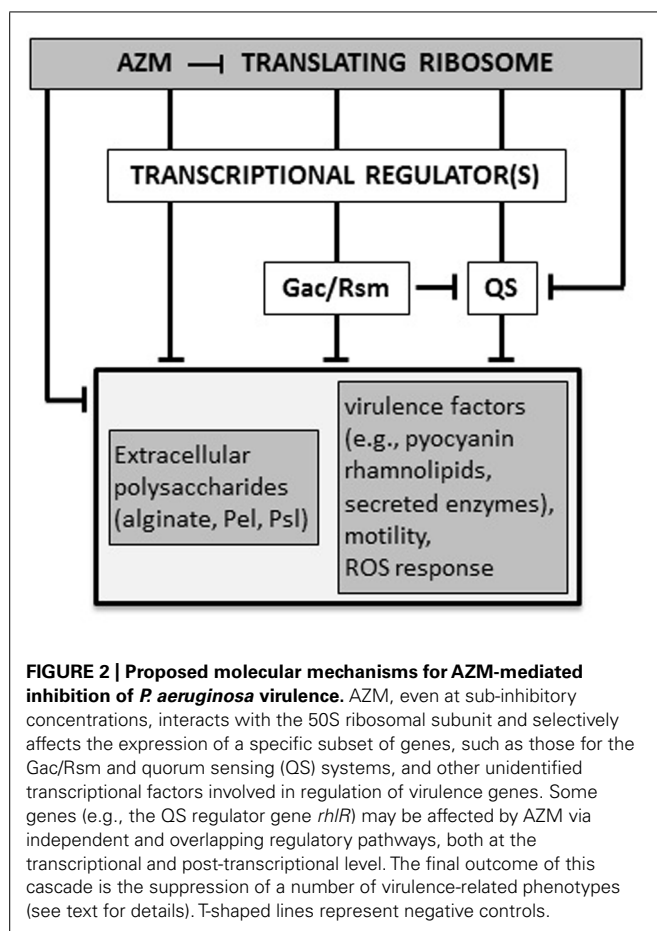 AZM TRANSLATING RIBOSOME
TRANSCRIPTIONAL REGULATOR(S)
Gac/Rsm QS
Extracellular
polysaccharides
(alginate, Pel, Psl)
virulence factors
(e.g., pyocyanin
rhamnolipids,
secreted enzymes),
motility,
ROS response
FIGURE 2 | Proposed molecular mechanisms for AZM-mediated
inhibition of P. aeruginosa virulence. AZM, even at sub-inhibitory
concentrations, interacts with the 50S ribosomal subunit and selectively
affects the expression of a specific subset of genes, such as those for the
Gac/Rsm and quorum sensing (QS) systems, and other unidentified
transcriptional factors involved in regulation of virulence genes. Some
genes (e.g., the QS regulator gene rhlR) may be affected by AZM via
independent and overlapping regulatory pathways, both at the
transcriptional and post-transcriptional level. The final outcome of this
cascade is the suppression of a number of virulence-related phenotypes
(see text for details). T-shaped lines represent negative controls.